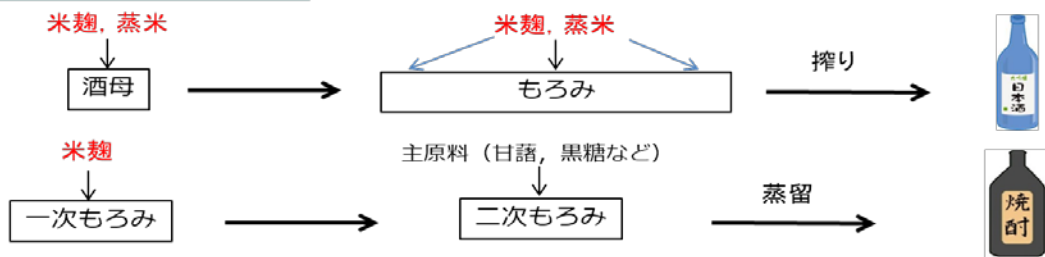 米麹, 蒸米
米麹, 蒸米
酒母
もろみ
搾り
日本酒
米麹
主原料（甘藷，黒糖など）
一次もろみ
二次もろみ
蒸留
焼酎